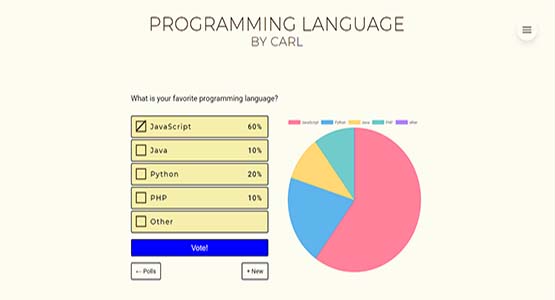 PROGRAMMING LANGUAGE
BY CARL
What is your favorite programming language?
JavaScript 60%
Java 10%
Python 20%
PHP 10%
Other
Vote!
← Polls
+ New
JavaScript Python Java PHP other